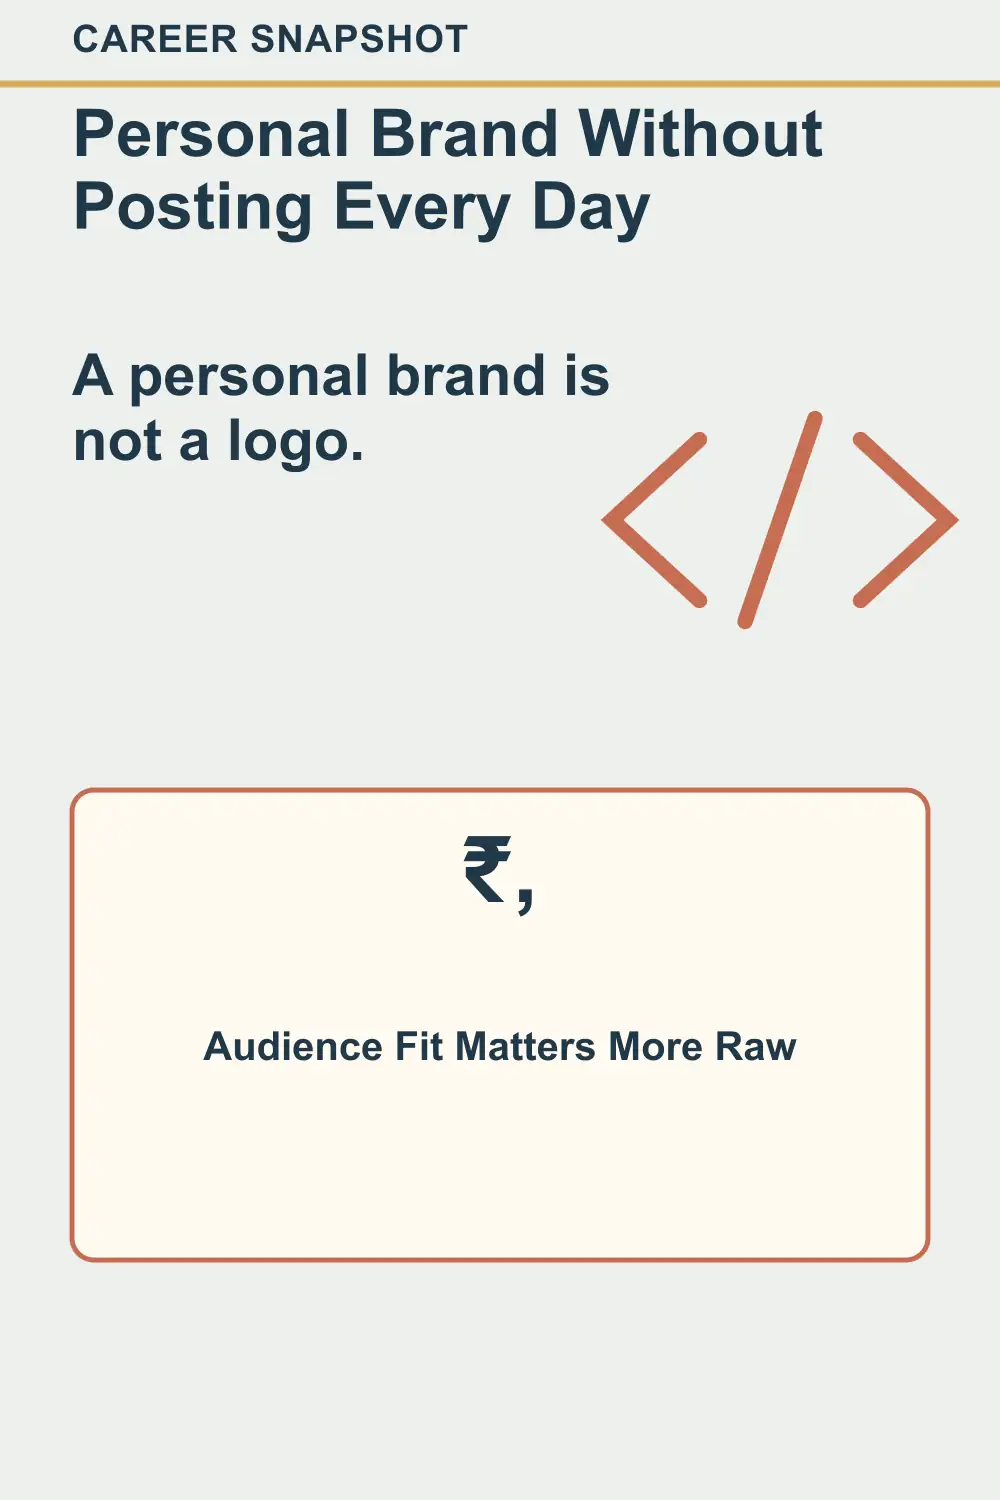 CAREER SNAPSHOT
Personal Brand Without
Posting Every Day
A personal brand is
not a logo.
</>
₹,
Audience Fit Matters More Raw